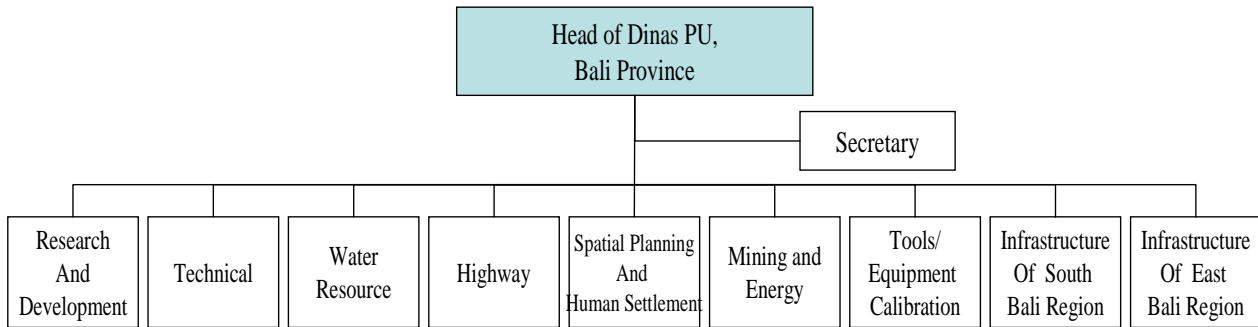 Head of Dinas PU,
Bali Province
Secretary
Research
And
Development
Technical
Water
Resource
Highway
Spatial Planning
And
Human Settlement
Mining and
Energy
Tools/
Equipment
Calibration
Infrastructure
Of South
Bali Region
Infrastructure
Of East
Bali Region